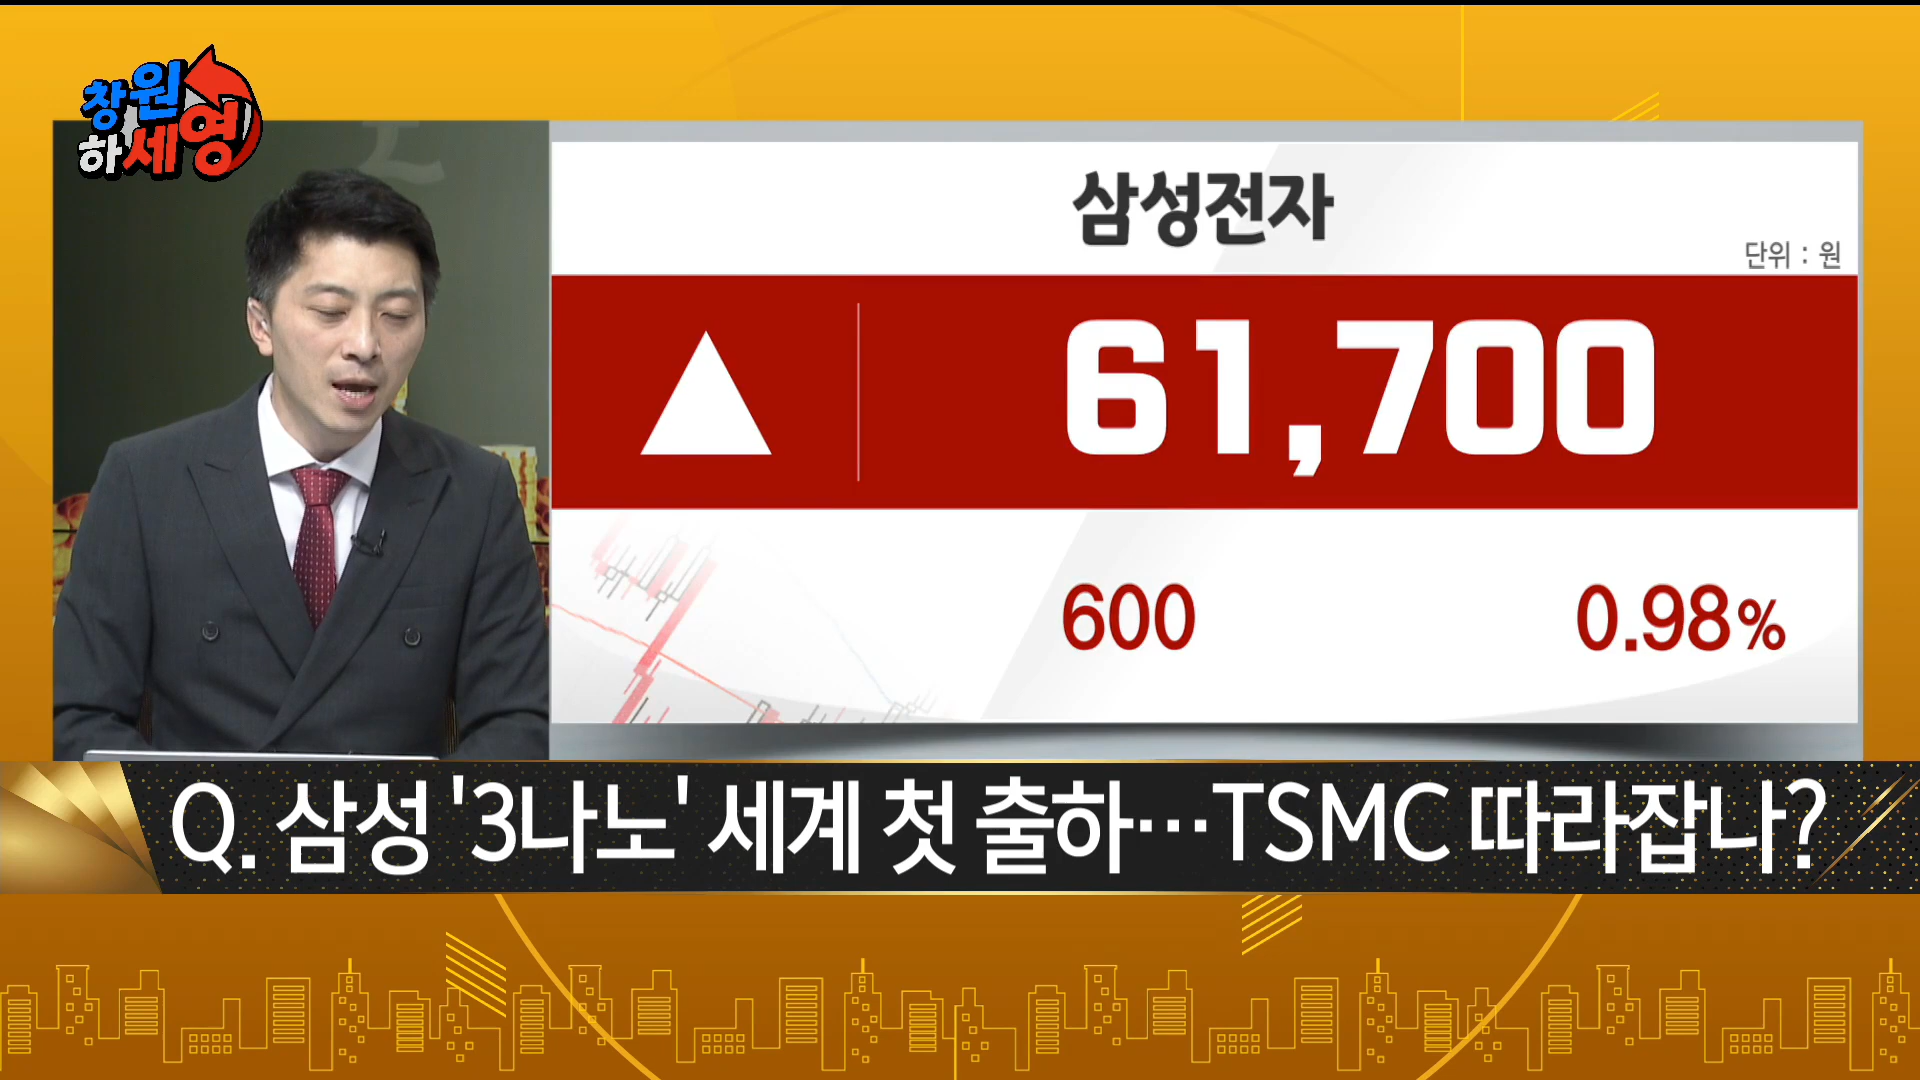 창원
하세영
삼성전자
단위 : 원
▲ 61,700
600 0.98%
Q. 삼성 '3나노' 세계 첫 출하…TSMC 따라잡나?